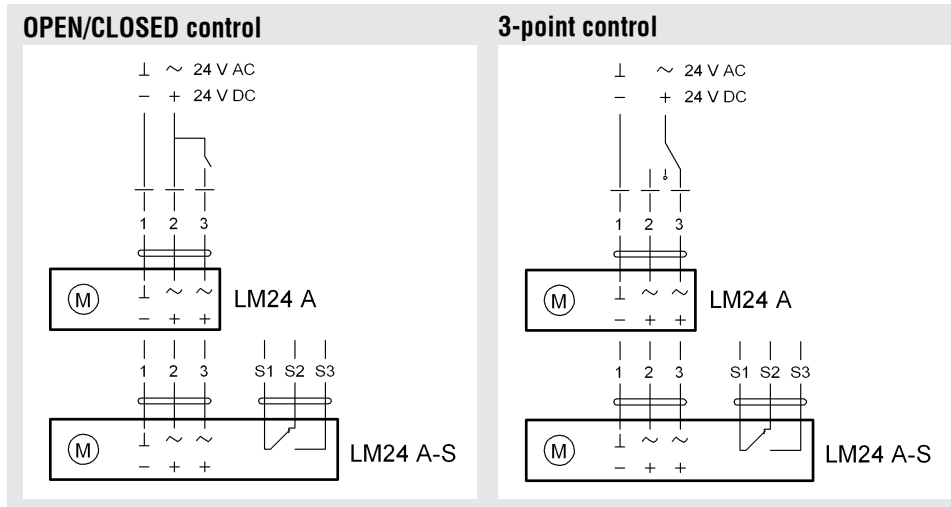 OPEN/CLOSED control
⊥ ~ 24 V AC
− + 24 V DC
1 2 3
M ⊥ ~ ~ LM24 A
− + +
1 2 3 S1 S2 S3
M ⊥ ~ ~ LM24 A-S
− + +
3-point control
⊥ ~ 24 V AC
− + 24 V DC
1 2 3
M ⊥ ~ ~ LM24 A
− + +
1 2 3 S1 S2 S3
M ⊥ ~ ~ LM24 A-S
− + +